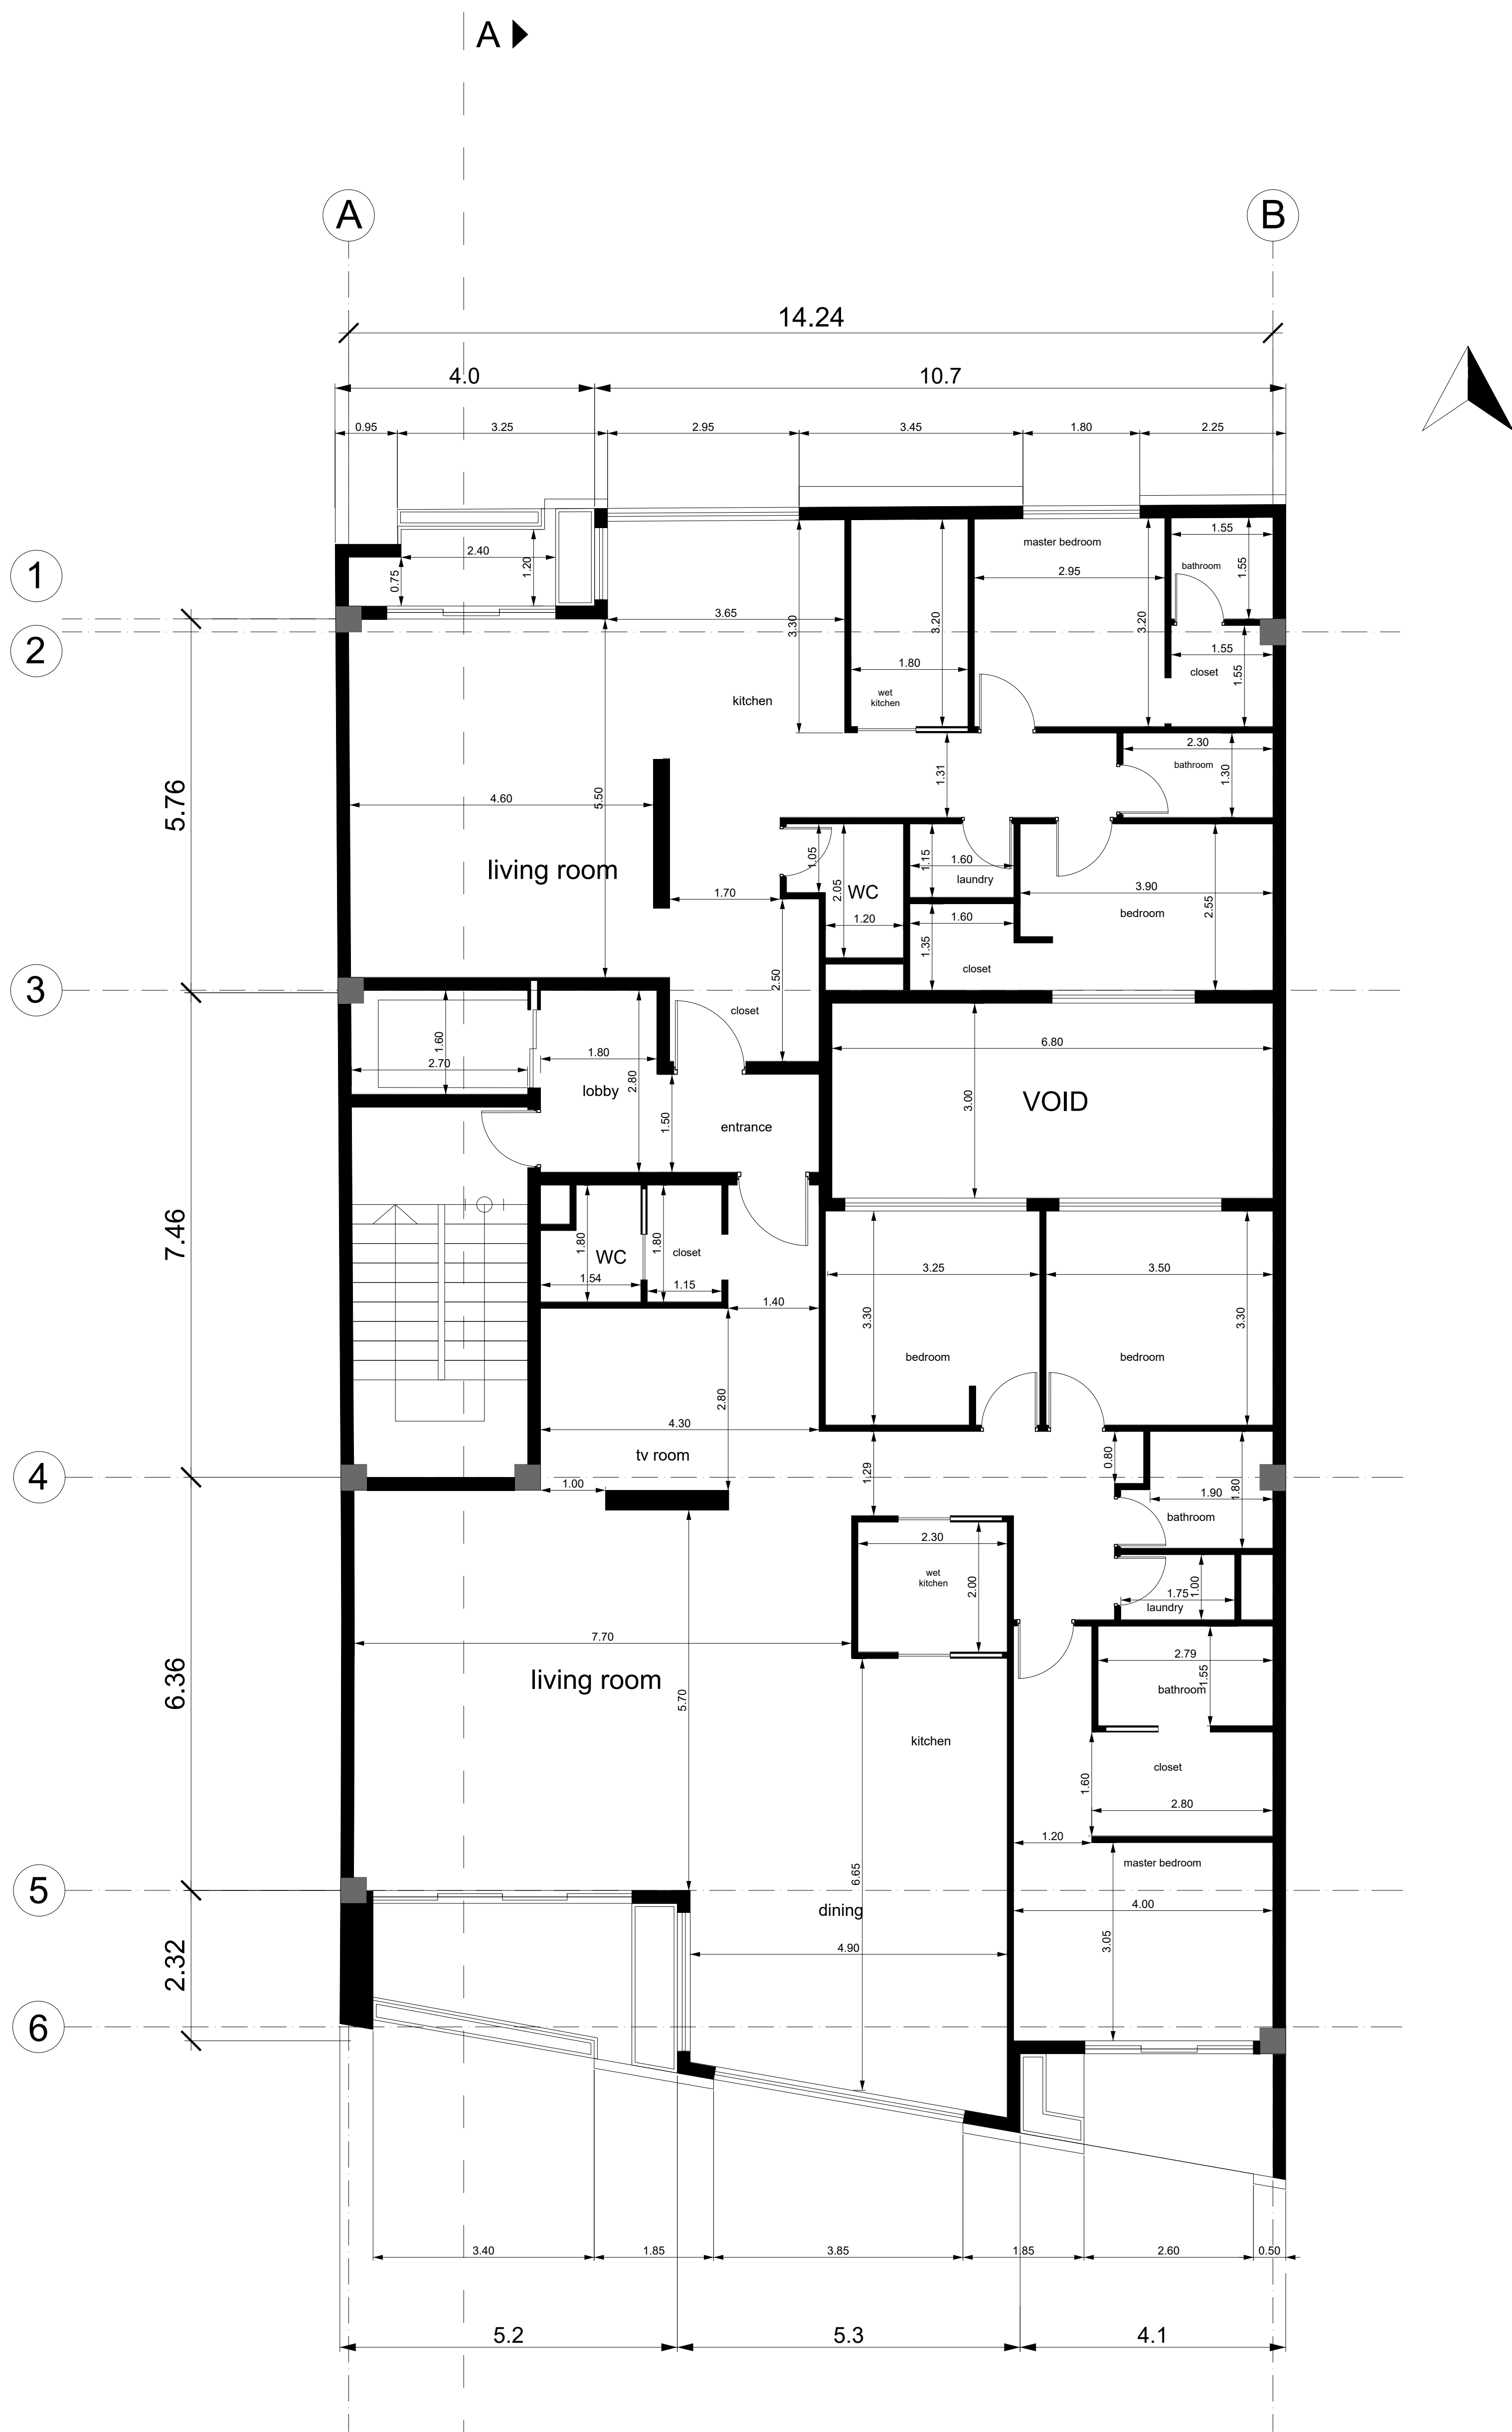 A
A
B
14.24
4.0
10.7
0.95
3.25
2.95
3.45
1.80
2.25
1
2
3
4
5
6
5.76
7.46
6.36
2.32
2.40
0.75
1.20
3.65
3.30
3.20
1.80
wet
kitchen
master bedroom
2.95
3.20
1.55
bathroom
1.55
1.55
closet
1.55
kitchen
1.31
2.30
bathroom
1.30
4.60
5.50
living room
1.70
1.05
2.05
WC
1.20
1.15
1.60
laundry
1.60
1.35
closet
3.90
bedroom
2.55
2.50
closet
1.60
2.70
1.80
lobby
2.80
1.50
entrance
6.80
VOID
3.00
1.80
WC
1.54
1.80
closet
1.15
1.40
3.25
3.30
bedroom
3.50
3.30
bedroom
2.80
4.30
tv room
1.00
1.29
0.80
1.90
1.80
bathroom
2.30
wet
kitchen
2.00
1.75
1.00
laundry
7.70
living room
5.70
2.79
1.55
bathroom
kitchen
closet
1.60
2.80
1.20
master bedroom
6.65
dining
4.90
4.00
3.05
3.40
1.85
3.85
1.85
2.60
0.50
5.2
5.3
4.1